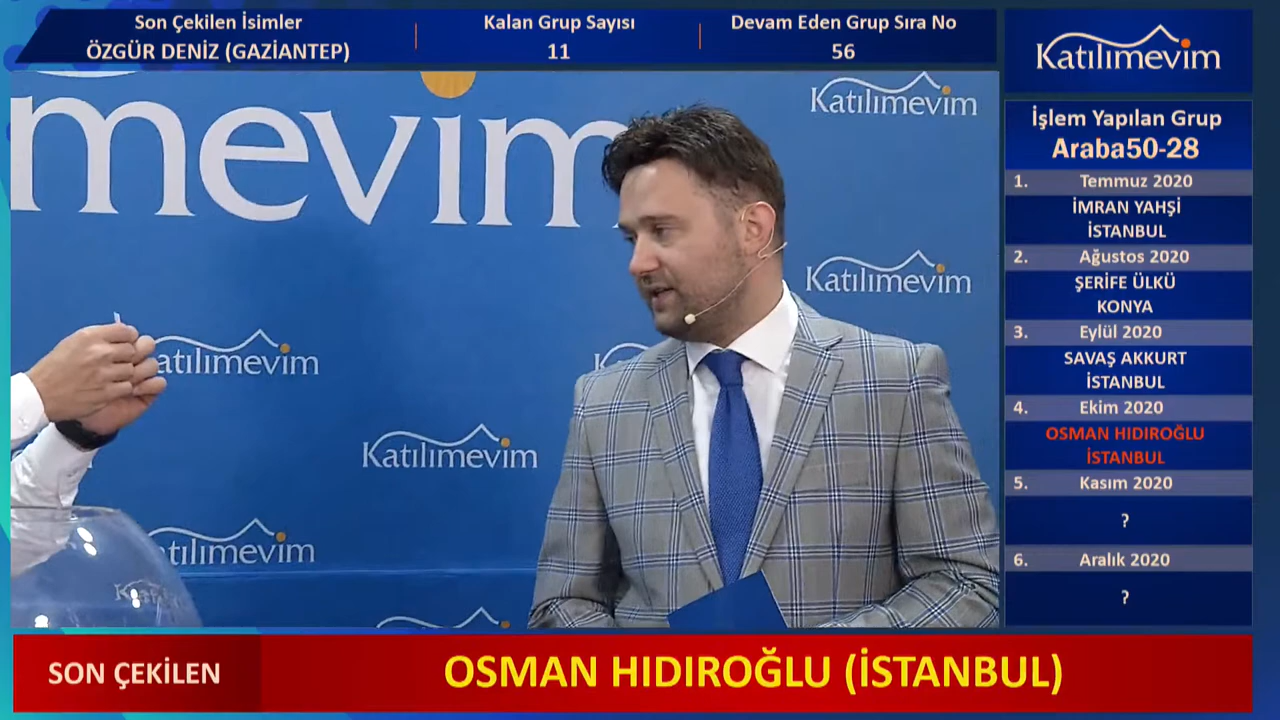 Son Çekilen İsimler
ÖZGÜR DENİZ (GAZİANTEP)
Kalan Grup Sayısı
11
Devam Eden Grup Sıra No
56
Katılımevim
İşlem Yapılan Grup
Araba50-28
1. Temmuz 2020
İMRAN YAHŞİ
İSTANBUL
2. Ağustos 2020
ŞERİFE ÜLKÜ
KONYA
3. Eylül 2020
SAVAŞ AKKURT
İSTANBUL
4. Ekim 2020
OSMAN HIDIROĞLU
İSTANBUL
5. Kasım 2020
?
6. Aralık 2020
?
mevim
Katılımevim
Katılımevim
atılımevim
Katılımevim
atılımevim
SON ÇEKİLEN
OSMAN HIDIROĞLU (İSTANBUL)